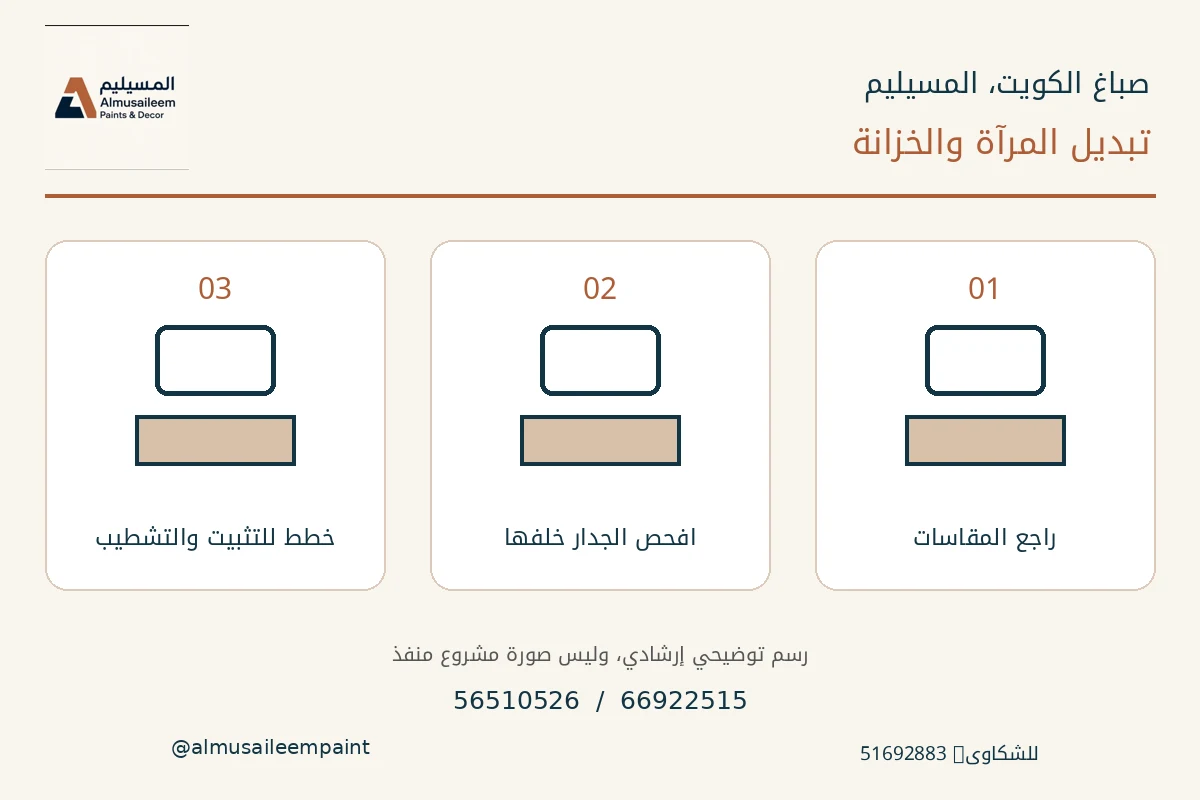 المسيليم
Almusaileem
Paints & Decor
صباغ الكويت، المسيليم
تبديل المرآة والخزانة
01
راجع المقاسات
02
افحص الجدار خلفها
03
خطط للتثبيت والتشطيب
رسم توضيحي إرشادي، وليس صورة مشروع منفذ
56510526 / 66922515
للشكاوى 51692883
@almusaileempaint